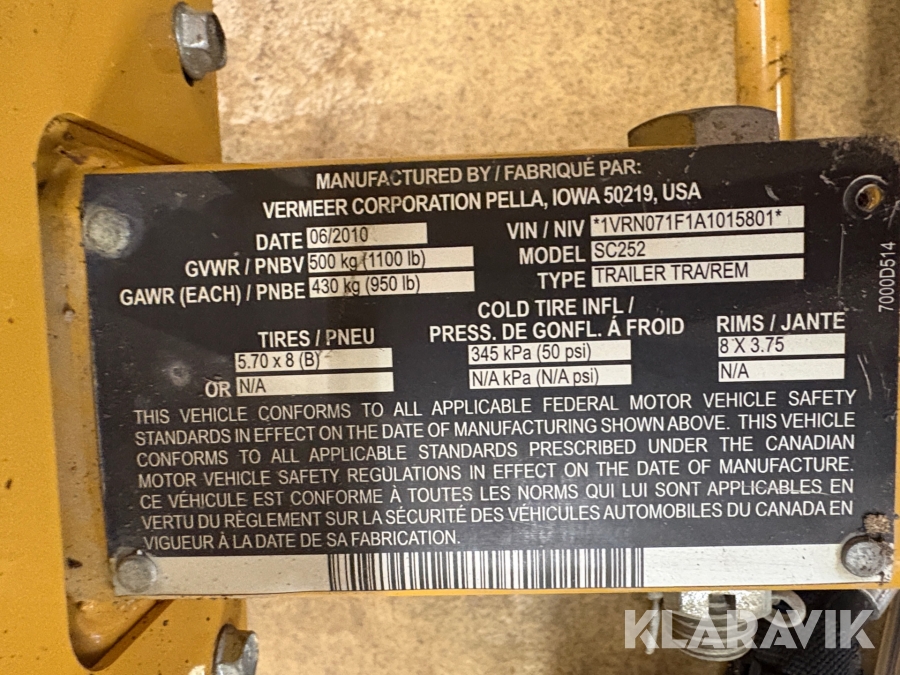 MANUFACTURED BY / FABRIQUÉ PAR:
VERMEER CORPORATION PELLA, IOWA 50219, USA
DATE 06/2010
VIN / NIV *1VRN071F1A1015801*
GVWR / PNBV 500 kg (1100 lb)
MODEL SC252
GAWR (EACH) / PNBE 430 kg (950 lb)
TYPE TRAILER TRA/REM
7000D514
TIRES / PNEU
COLD TIRE INFL /
PRESS. DE GONFL. Á FROID
RIMS / JANTE
5.70 x 8 (B)
345 kPa (50 psi)
8 X 3.75
OR N/A
N/A kPa (N/A psi)
N/A
THIS VEHICLE CONFORMS TO ALL APPLICABLE FEDERAL MOTOR VEHICLE SAFETY
STANDARDS IN EFFECT ON THE DATE OF MANUFACTURING SHOWN ABOVE. THIS VEHICLE
CONFORMS TO ALL APPLICABLE STANDARDS PRESCRIBED UNDER THE CANADIAN
MOTOR VEHICLE SAFETY REGULATIONS IN EFFECT ON THE DATE OF MANUFACTURE.
CE VÉHICULE EST CONFORME À TOUTES LES NORMS QUI LUI SONT APPLICABLES EN
VERTU DU RÈGLEMENT SUR LA SÉCURITÉ DES VÉHICULES AUTOMOBILES DU CANADA EN
VIGUEUR À LA DATE DE SA FABRICATION.
KLARAVIK